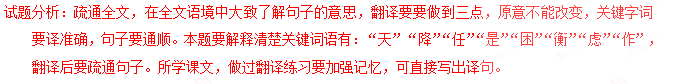 试题分析：疏通全文，在全文语境中大致了解句子的意思，翻译要要做到三点，原意不能改变，关键字词
要译准确，句子要通顺。本题要解释清楚关键词语有：“天”“降”“任”“是”“困”“衡”“虑”“作”，
翻译后要疏通句子。所学课文，做过翻译练习要加强记忆，可直接写出译句。